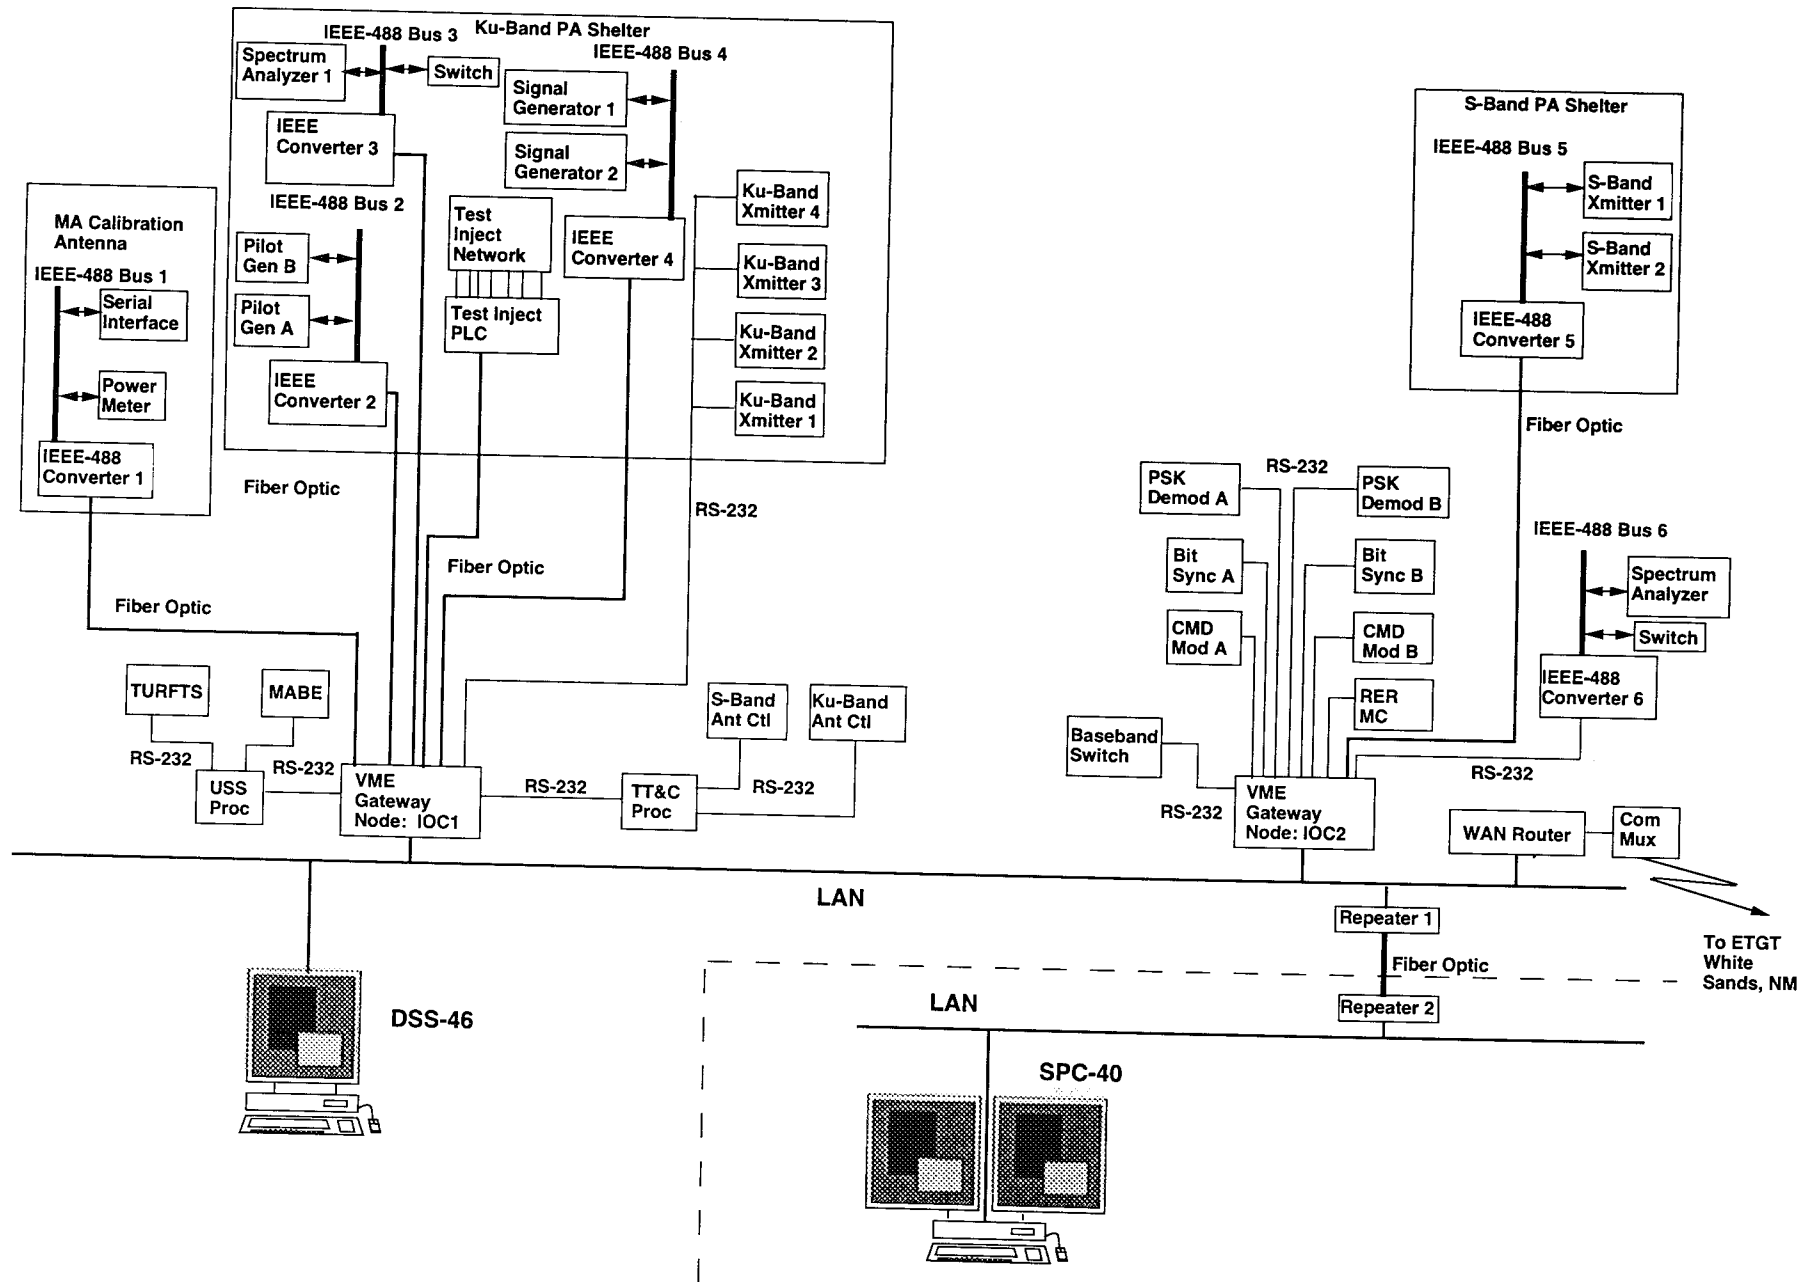 Ku-Band PA Shelter
IEEE-488 Bus 3
IEEE-488 Bus 4
Spectrum
Analyzer 1
Switch
Signal
Generator 1
IEEE
Converter 3
Signal
Generator 2
IEEE-488 Bus 2
Test
Inject
Network
IEEE
Converter 4
Ku-Band
Xmitter 4
Pilot
Gen B
Ku-Band
Xmitter 3
Pilot
Gen A
Test Inject
PLC
Ku-Band
Xmitter 2
IEEE
Converter 2
Ku-Band
Xmitter 1
MA Calibration
Antenna
IEEE-488 Bus 1
Serial
Interface
Power
Meter
IEEE-488
Converter 1
Fiber Optic
RS-232
Fiber Optic
Fiber Optic
TURFTS
MABE
RS-232
RS-232
USS
Proc
VME
Gateway
Node: IOC1
RS-232
TT&C
Proc
S-Band
Ant Ctl
Ku-Band
Ant Ctl
RS-232
S-Band PA Shelter
IEEE-488 Bus 5
S-Band
Xmitter 1
S-Band
Xmitter 2
IEEE-488
Converter 5
Fiber Optic
PSK
Demod A
RS-232
PSK
Demod B
Bit
Sync A
Bit
Sync B
CMD
Mod A
CMD
Mod B
RER
MC
IEEE-488 Bus 6
Spectrum
Analyzer
Switch
IEEE-488
Converter 6
RS-232
Baseband
Switch
RS-232
VME
Gateway
Node: IOC2
WAN Router
Com
Mux
LAN
Repeater 1
Fiber Optic
Repeater 2
To ETGT
White
Sands, NM
DSS-46
LAN
SPC-40